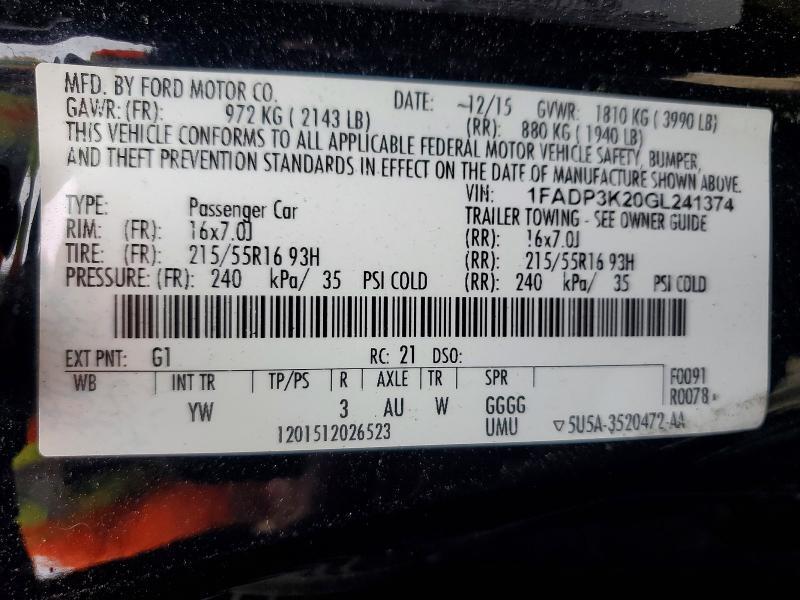 MFD. BY FORD MOTOR CO. DATE: 12/15 GVWR: 1810 KG ( 3990 LB)
GAWR: (FR): 972 KG ( 2143 LB) (RR): 880 KG ( 1940 LB)
THIS VEHICLE CONFORMS TO ALL APPLICABLE FEDERAL MOTOR VEHICLE SAFETY, BUMPER,
AND THEFT PREVENTION STANDARDS IN EFFECT ON THE DATE OF MANUFACTURE SHOWN ABOVE.
VIN: 1FADP3K20GL241374
TYPE: Passenger Car TRAILER TOWING - SEE OWNER GUIDE
RIM: (FR): 16x7.0J (RR): 16x7.0J
TIRE: (FR): 215/55R16 93H (RR): 215/55R16 93H
PRESSURE: (FR): 240 kPa/ 35 PSI COLD (RR): 240 kPa/ 35 PSI COLD
EXT PNT: G1 RC: 21 DSO:
WB INT TR TP/PS R AXLE TR SPR F0091
R0078
YW 3 AU W GGGG
1201512026523 UMU ▽5U5A-3520472-AA